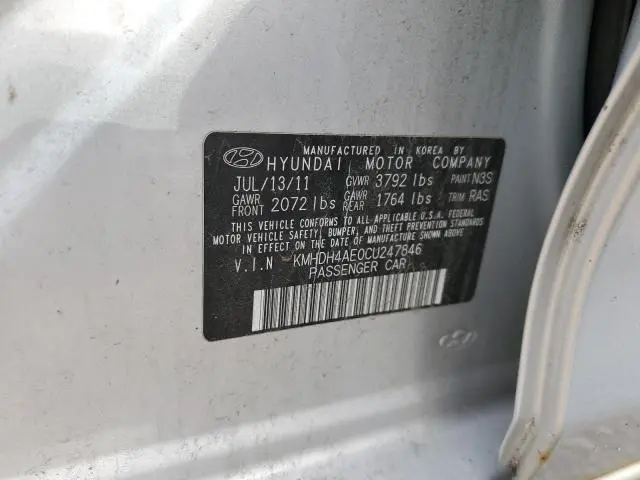 MANUFACTURED IN KOREA BY
HYUNDAI MOTOR COMPANY
JUL/13/11 GVWR 3792 lbs PAINT N3S
GAWR FRONT 2072 lbs GAWR REAR 1764 lbs TRIM RAS
THIS VEHICLE CONFORMS TO ALL APPLICABLE U.S.A. FEDERAL
MOTOR VEHICLE SAFETY, BUMPER, AND THEFT PREVENTION STANDARDS
IN EFFECT ON THE DATE OF MANUFACTURE SHOWN ABOVE.
V.I.N KMHDH4AE0CU247846
PASSENGER CAR